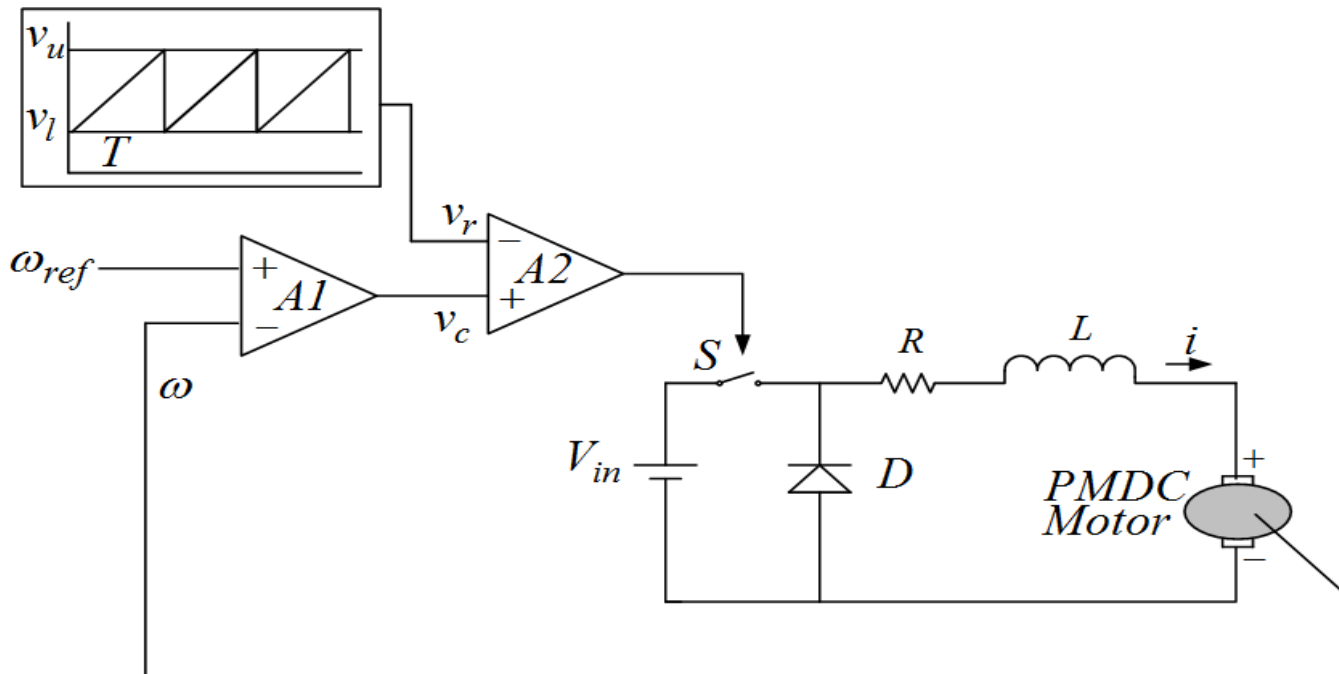 v_u
v_l
T
v_r
ω_ref
+
−
A1
v_c
−
+
A2
ω
S
R
L
i
V_in
D
PMDC
Motor
+
−